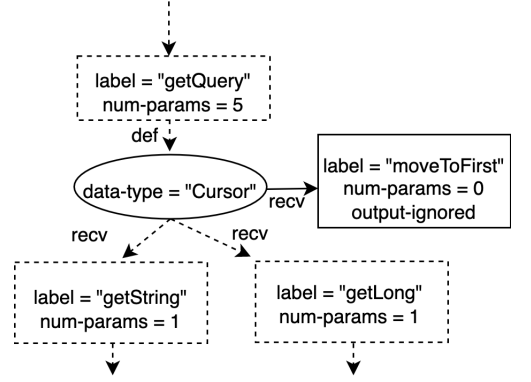 label = "getQuery"
num-params = 5
def
data-type = "Cursor"
recv
label = "moveToFirst"
num-params = 0
output-ignored
recv
recv
label = "getString"
num-params = 1
label = "getLong"
num-params = 1